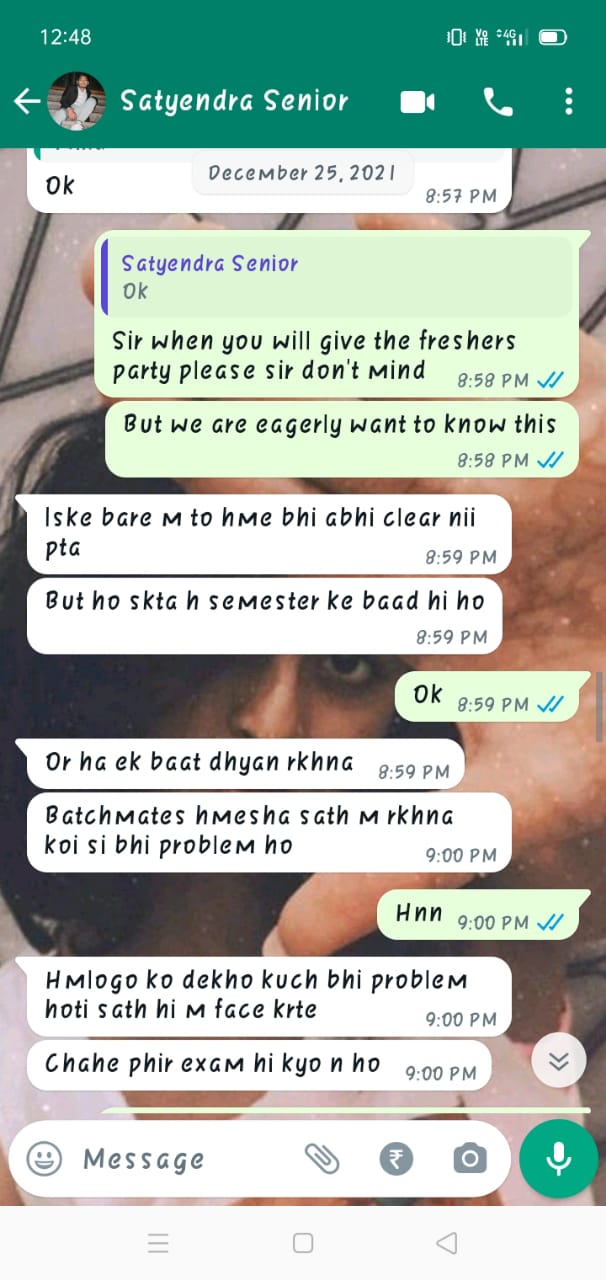 12:48
VO LTE 4G
Satyendra Senior
December 25, 2021
Ok
8:57 PM
Satyendra Senior
Ok
Sir when you will give the freshers
party please sir don't mind 8:58 PM
But we are eagerly want to know this
8:58 PM
Iske bare m to hme bhi abhi clear nii
pta 8:59 PM
But ho skta h semester ke baad hi ho
8:59 PM
Ok 8:59 PM
Or ha ek baat dhyan rkhna 8:59 PM
Batchmates hmesha sath m rkhna
koi si bhi problem ho 9:00 PM
Hnn 9:00 PM
Hmlogo ko dekho kuch bhi problem
hoti sath hi m face krte 9:00 PM
Chahe phir exam hi kyo n ho 9:00 PM
Message
₹